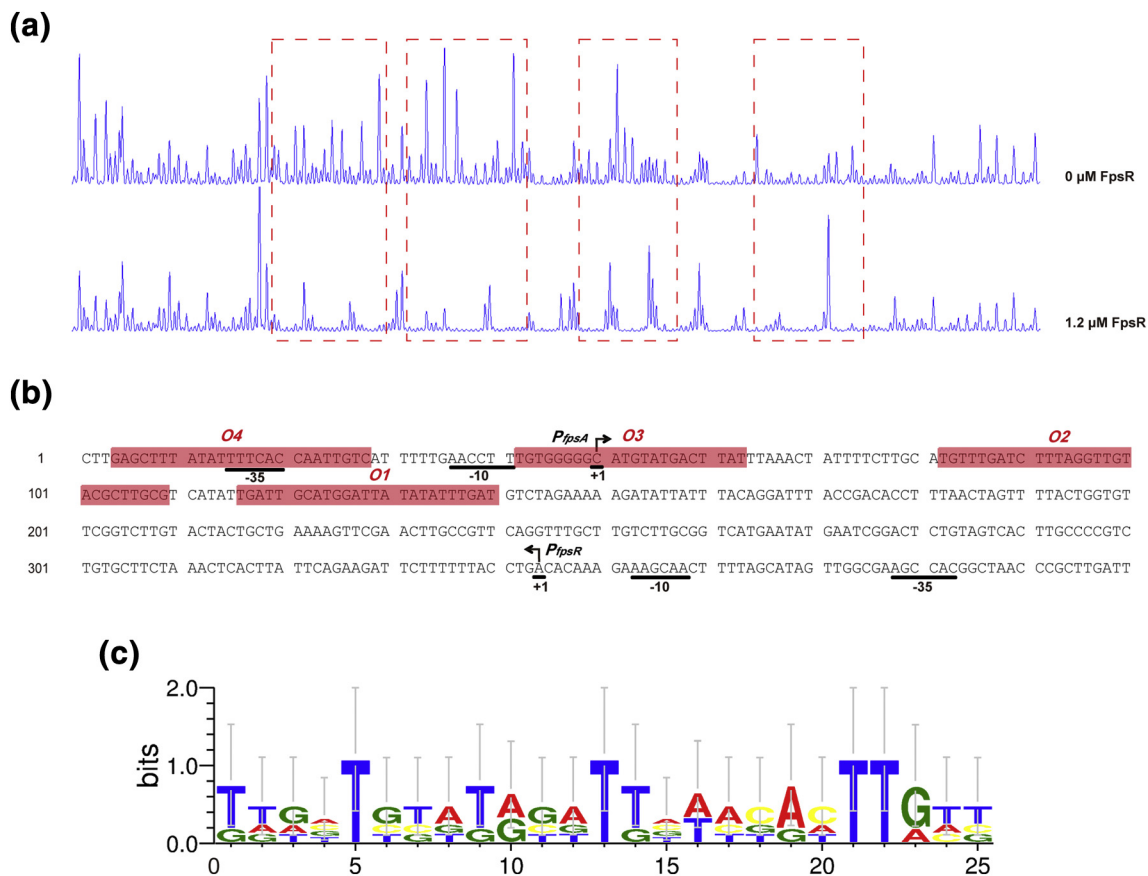 (a)
0 µM FpsR
1.2 µM FpsR
(b)
O4 PfpsA O3 O2
1 CTTGAGCTTT ATATTTTCAC CAATTGTCAT TTTTGAACCT TTGTGGGGGC ATGTATGACT TATTTAAACT ATTTTCTTGC ATGTTTGATC TTTAGGTTGT
-35 O1 -10 +1
101 ACGCTTGCGT CATATTGATT GCATGGATTA TATATTTGAT GTCTAGAAAA AGATATTATT TACAGGATTT ACCGACACCT TTAACTAGTT TTACTGGTGT
201 TCGGTCTTGT ACTACTGCTG AAAAGTTCGA ACTTGCCGTT CAGGTTTGCT TGTCTTGCGG TCATGAATAT GAATCGGACT CTGTAGTCAC TTGCCCCGTC
PfpsR
301 TGTGCTTCTA AACTCACTTA TTCAGAAGAT TCTTTTTTAC CTGACACAAA GAAAGCAACT TTTAGCATAG TTGGCGAAGC CACGGCTAAC CCGCTTGATT
+1 -10 -35
(c)
2.0
bits
1.0
TTGATGTATAGATTAAACACTTGTT
0.0
0 5 10 15 20 25